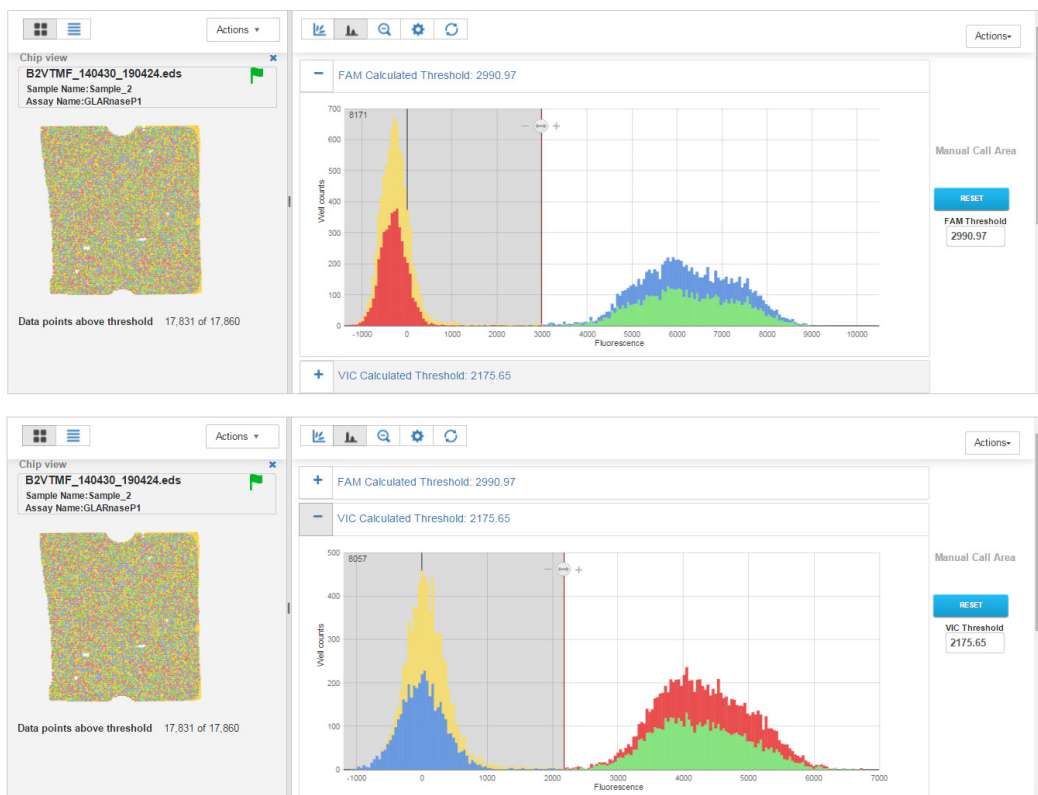 Actions ▾
Actions▾
Chip view
×
B2VTMF_140430_190424.eds
Sample Name:Sample_2
Assay Name:GLARnaseP1
Data points above threshold 17,831 of 17,860
− FAM Calculated Threshold: 2990.97
8171
− ↔ +
700
600
500
400
300
200
100
0
Well counts
-1000 0 1000 2000 3000 4000 5000 6000 7000 8000 9000 10000
Fluorescence
+ VIC Calculated Threshold: 2175.65
Manual Call Area
RESET
FAM Threshold
2990.97
Actions ▾
Actions▾
Chip view
×
B2VTMF_140430_190424.eds
Sample Name:Sample_2
Assay Name:GLARnaseP1
Data points above threshold 17,831 of 17,860
+ FAM Calculated Threshold: 2990.97
− VIC Calculated Threshold: 2175.65
8057
− ↔ +
500
400
300
200
100
0
Well counts
-1000 0 1000 2000 3000 4000 5000 6000 7000
Fluorescence
Manual Call Area
RESET
VIC Threshold
2175.65